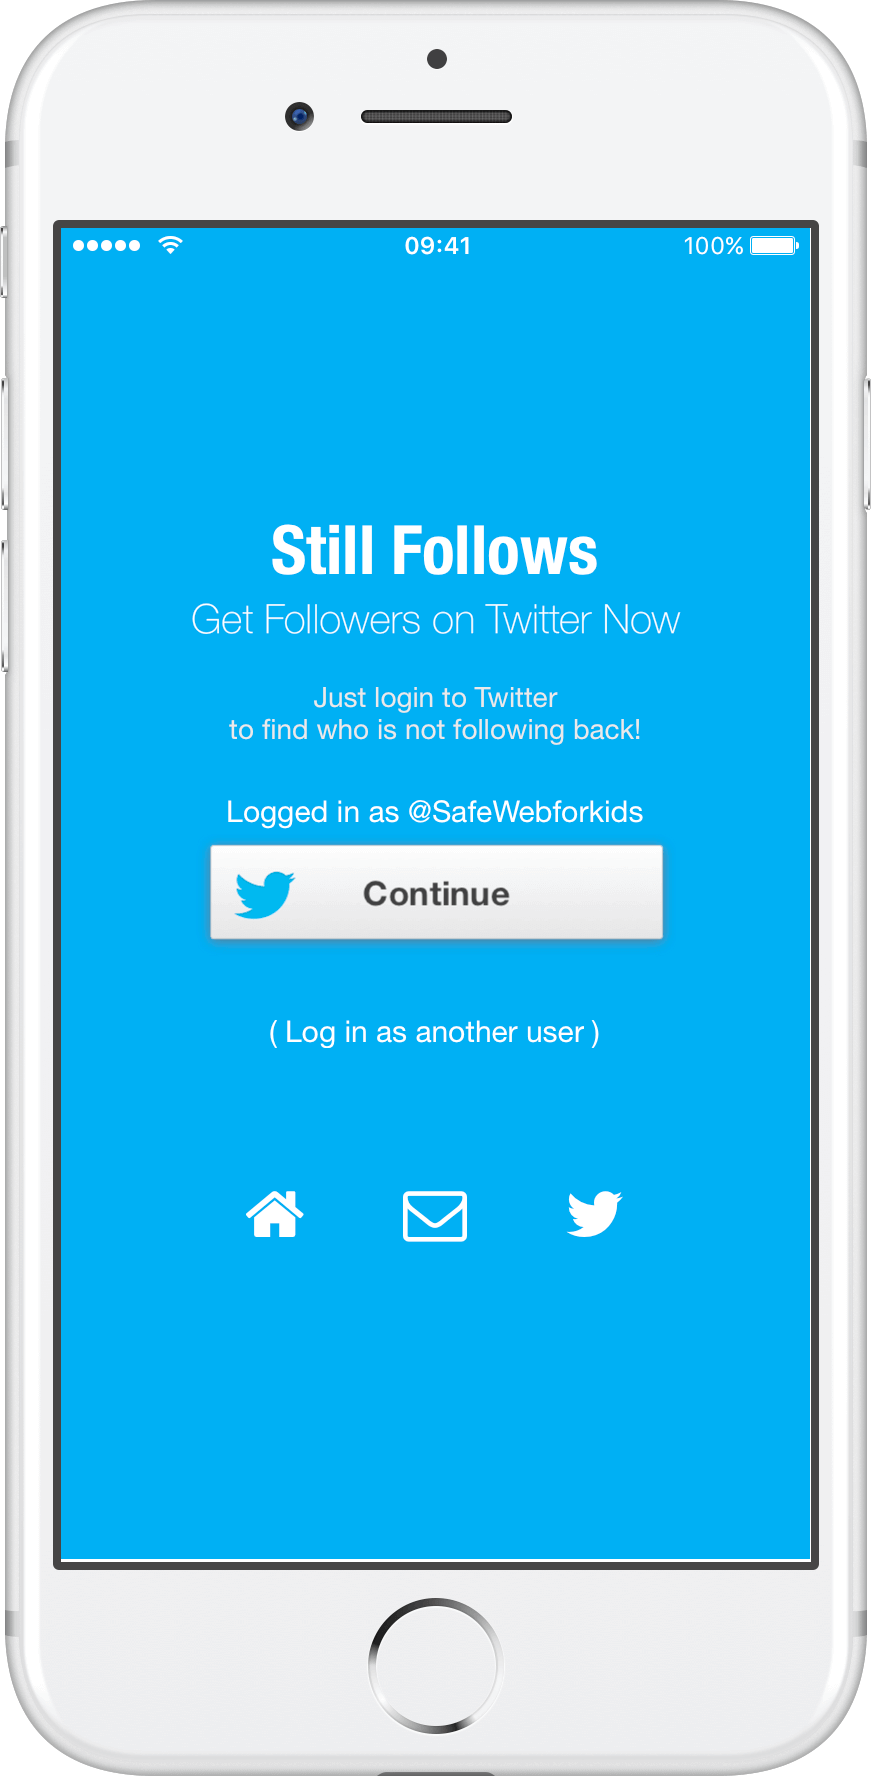 09:41
100%
Still Follows
Get Followers on Twitter Now
Just login to Twitter
to find who is not following back!
Logged in as @SafeWebforkids
Continue
( Log in as another user )